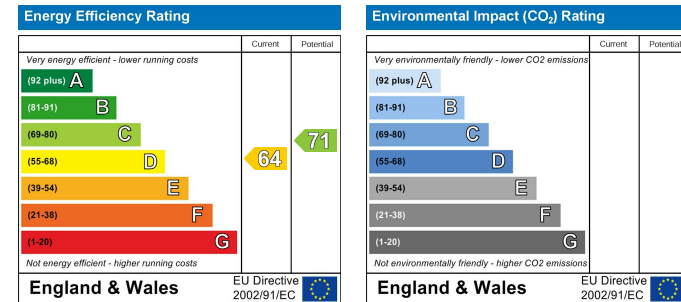 Energy Efficiency Rating
Current Potential
Very energy efficient - lower running costs
(92 plus) A
(81-91) B
(69-80) C
(55-68) D
(39-54) E
(21-38) F
(1-20) G
64
71
Not energy efficient - higher running costs
England & Wales
EU Directive
2002/91/EC
Environmental Impact (CO₂) Rating
Current Potential
Very environmentally friendly - lower CO2 emissions
(92 plus) A
(81-91) B
(69-80) C
(55-68) D
(39-54) E
(21-38) F
(1-20) G
Not environmentally friendly - higher CO2 emissions
England & Wales
EU Directive
2002/91/EC